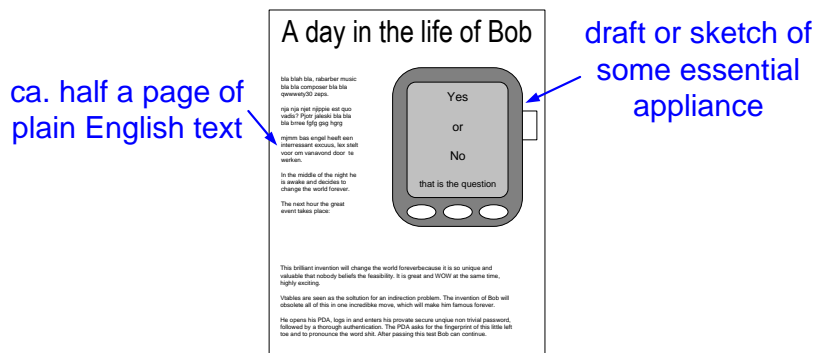 A day in the life of Bob
ca. half a page of
plain English text
draft or sketch of
some essential
appliance
bla blah bla, rabarber music
bla bla composer bla bla
qwwwety30 zeps.
nja nja njet njippie est quo
vadis? Pjotr jaleski bla bla
bla brree fgfg gsg hgrg
mjmm bas engel heeft een
interressant excuus, lex stelt
voor om vanavond door te
werken.
In the middle of the night he
is awake and decides to
change the world forever.
The next hour the great
event takes place:
Yes
or
No
that is the question
This brilliant invention will change the world foreverbecause it is so unique and
valuable that nobody beliefs the feasibility. It is great and WOW at the same time,
highly exciting.
Vtables are seen as the soltution for an indirection problem. The invention of Bob will
obsolete all of this in one incredibke move, which will make him famous forever.
He opens his PDA, logs in and enters his provate secure unqiue non trivial password,
followed by a thorough authentication. The PDA asks for the fingerprint of this little left
toe and to pronounce the word shit. After passing this test Bob can continue.